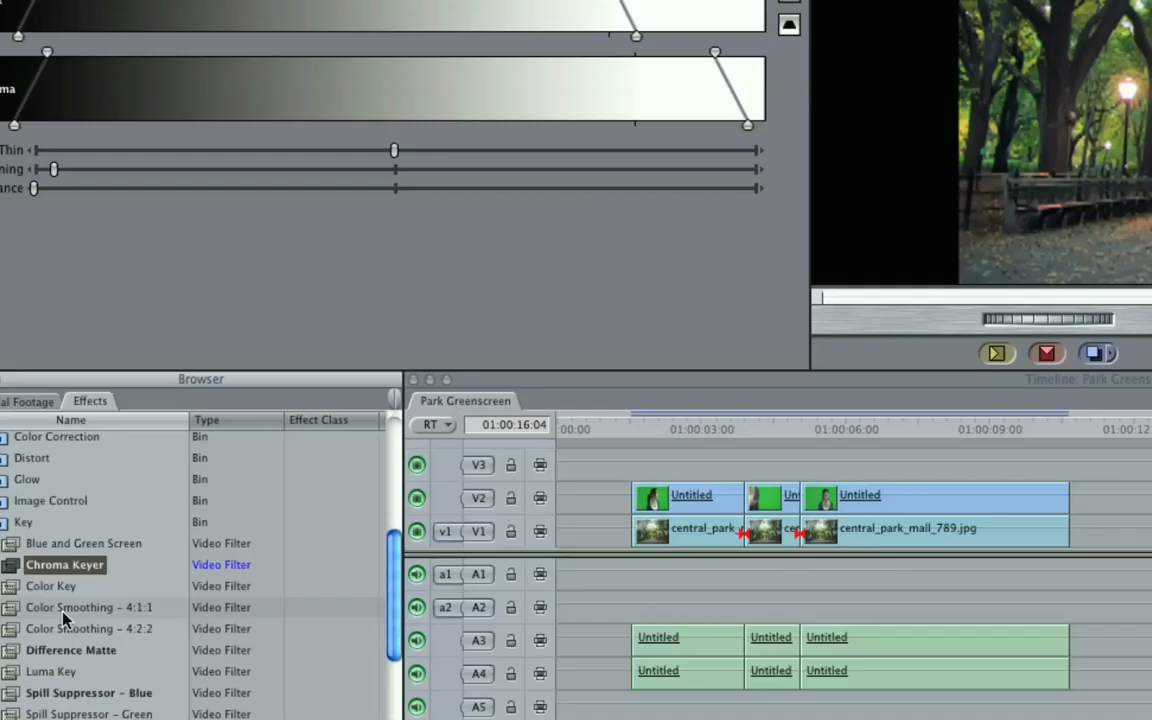 ma
Thin
ning
ance
Browser
Timeline: Park Greens
al Footage
Effects
Park Greenscreen
Name
Type
Effect Class
RT
01:00:16:04
00:00
01:00:03:00
01:00:06:00
01:00:09:00
01:00:12
Color Correction Bin
Distort Bin
Glow Bin
Image Control Bin
Key Bin
Blue and Green Screen Video Filter
Chroma Keyer Video Filter
Color Key Video Filter
Color Smoothing – 4:1:1 Video Filter
Color Smoothing – 4:2:2 Video Filter
Difference Matte Video Filter
Luma Key Video Filter
Spill Suppressor – Blue Video Filter
Spill Suppressor – Green Video Filter
V3
V2 Untitled Un Untitled
v1 V1 central_park_ cen central_park_mall_789.jpg
a1 A1
a2 A2
A3 Untitled Untitled Untitled
A4 Untitled Untitled Untitled
A5